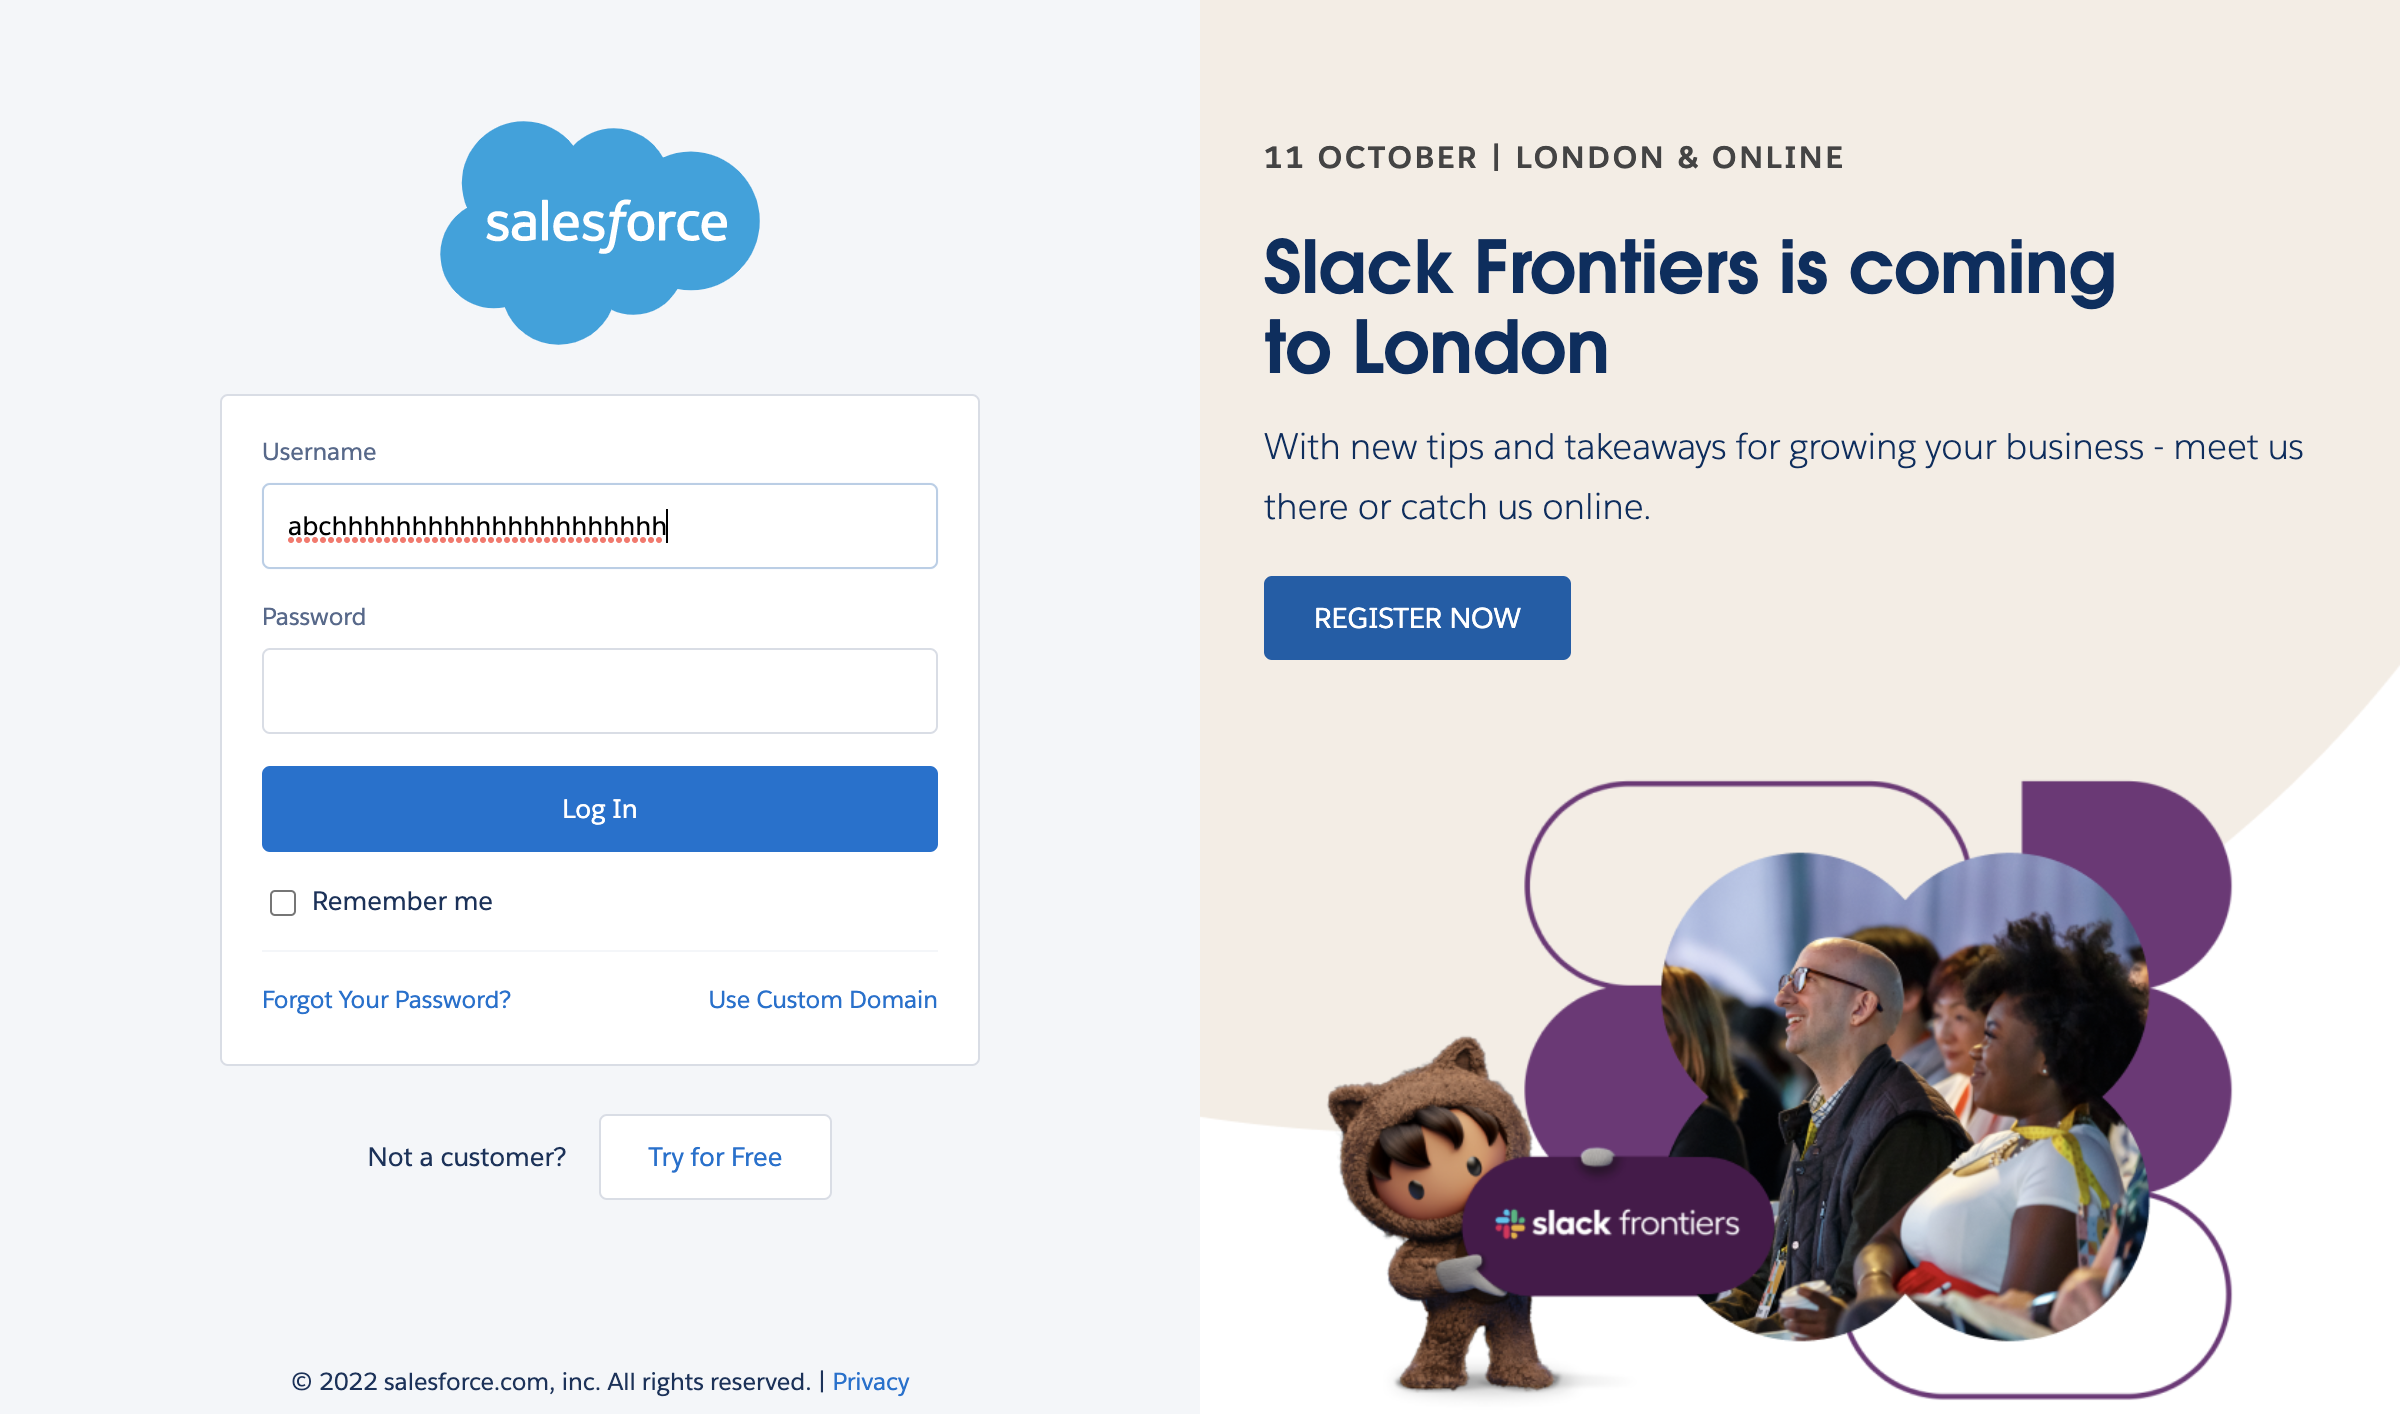 salesforce
Username
abchhhhhhhhhhhhhhhhhhhhh
Password
Log In
Remember me
Forgot Your Password?
Use Custom Domain
Not a customer?
Try for Free
© 2022 salesforce.com, inc. All rights reserved. | Privacy
11 OCTOBER | LONDON & ONLINE
Slack Frontiers is coming
to London
With new tips and takeaways for growing your business - meet us
there or catch us online.
REGISTER NOW
slack frontiers